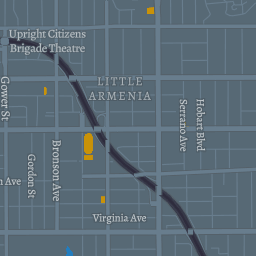 Upright Citizens
Brigade Theatre
LITTLE
ARMENIA
Gower St
Serrano Ave
Hobart Blvd
Gordon St
Bronson Ave
Ave
Virginia Ave